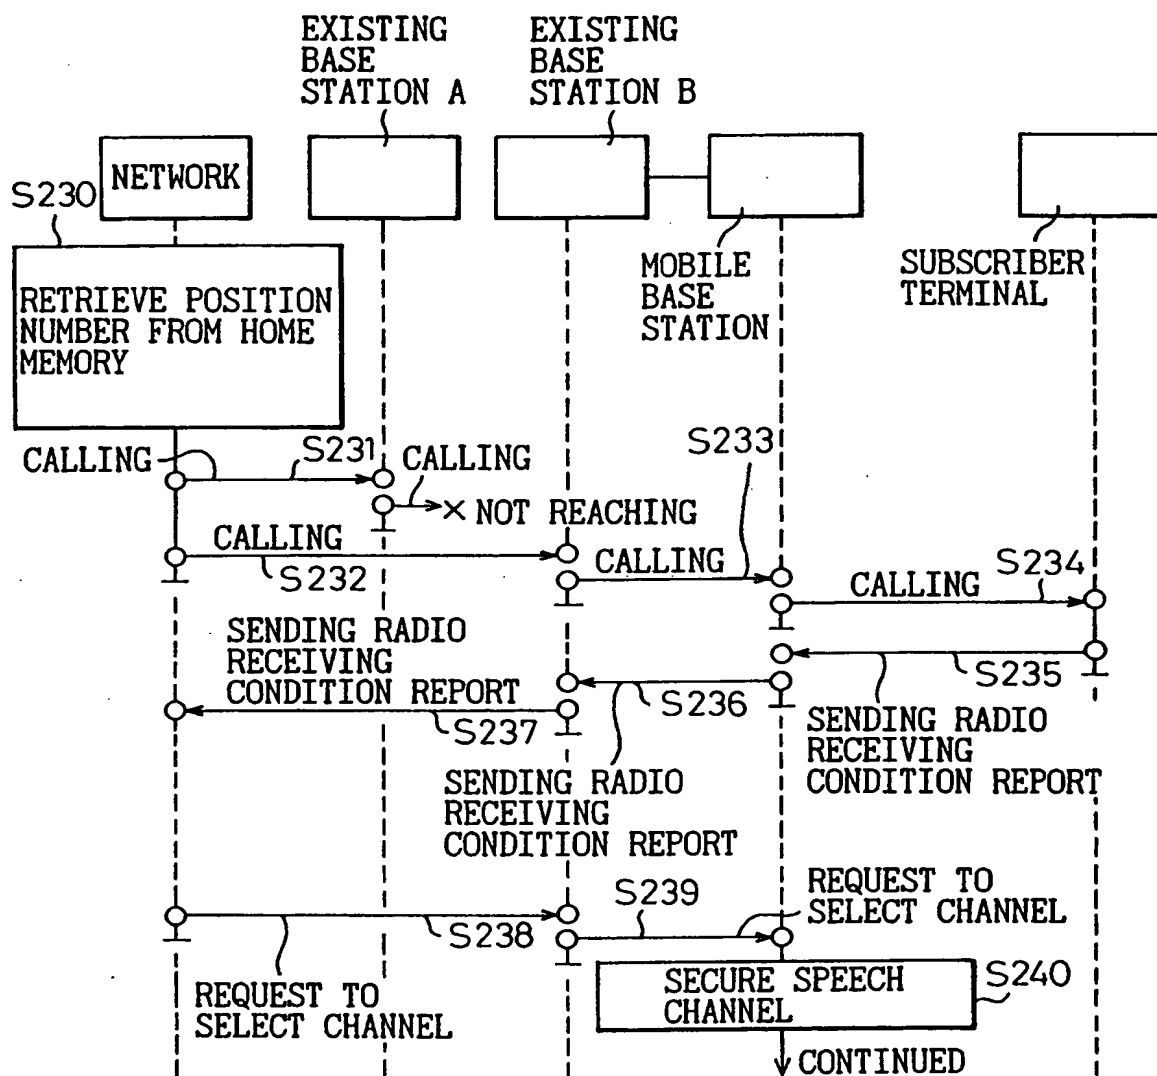 EXISTING
BASE
STATION A
EXISTING
BASE
STATION B
NETWORK
S230
MOBILE
BASE
STATION
SUBSCRIBER
TERMINAL
RETRIEVE POSITION
NUMBER FROM HOME
MEMORY
CALLING
S231
CALLING
× NOT REACHING
S233
CALLING
S232
CALLING
CALLING
S234
SENDING RADIO
RECEIVING
CONDITION REPORT
S235
S236
S237
SENDING RADIO
RECEIVING
CONDITION REPORT
SENDING RADIO
RECEIVING
CONDITION REPORT
S238
S239
REQUEST TO
SELECT CHANNEL
REQUEST TO
SELECT CHANNEL
SECURE SPEECH
CHANNEL
S240
CONTINUED